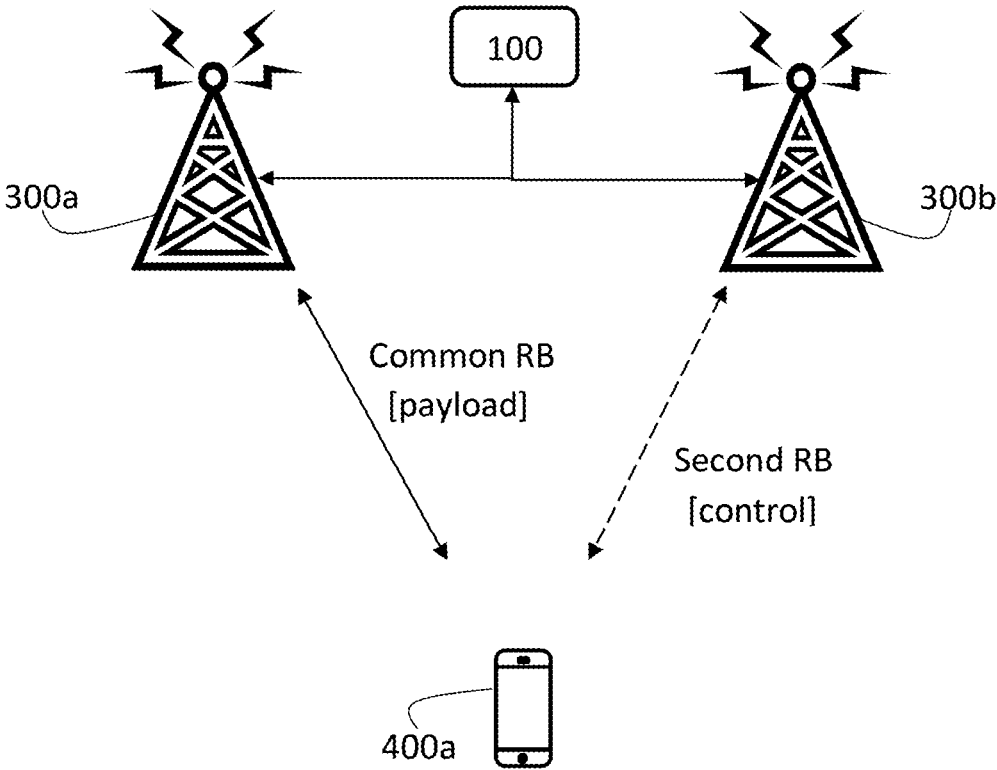 100
300a
300b
Common RB
[payload]
Second RB
[control]
400a